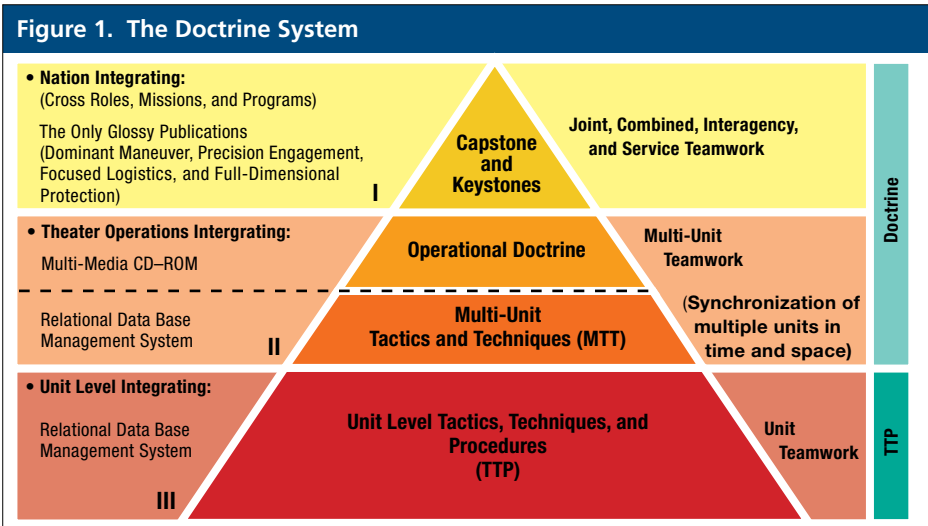 Figure 1. The Doctrine System
• Nation Integrating:
(Cross Roles, Missions, and Programs)
The Only Glossy Publications
(Dominant Maneuver, Precision Engagement,
Focused Logistics, and Full-Dimensional
Protection)
I
Capstone
and
Keystones
Joint, Combined, Interagency,
and Service Teamwork
Doctrine
• Theater Operations Intergrating:
Multi-Media CD–ROM
Operational Doctrine
Multi-Unit
Teamwork
Relational Data Base
Management System
II
Multi-Unit
Tactics and Techniques (MTT)
(Synchronization of
multiple units in
time and space)
• Unit Level Integrating:
Relational Data Base
Management System
III
Unit Level Tactics, Techniques, and
Procedures
(TTP)
Unit
Teamwork
TTP